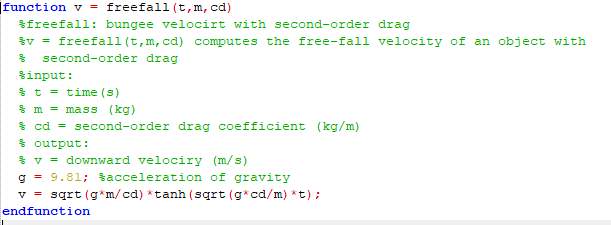 function v = freefall(t,m,cd)
%freefall: bungee velocirt with second-order drag
%v = freefall(t,m,cd) computes the free-fall velocity of an object with
%  second-order drag
%input:
% t = time(s)
% m = mass (kg)
% cd = second-order drag coefficient (kg/m)
% output:
% v = downward velociry (m/s)
g = 9.81; %acceleration of gravity
v = sqrt(g*m/cd)*tanh(sqrt(g*cd/m)*t);
endfunction